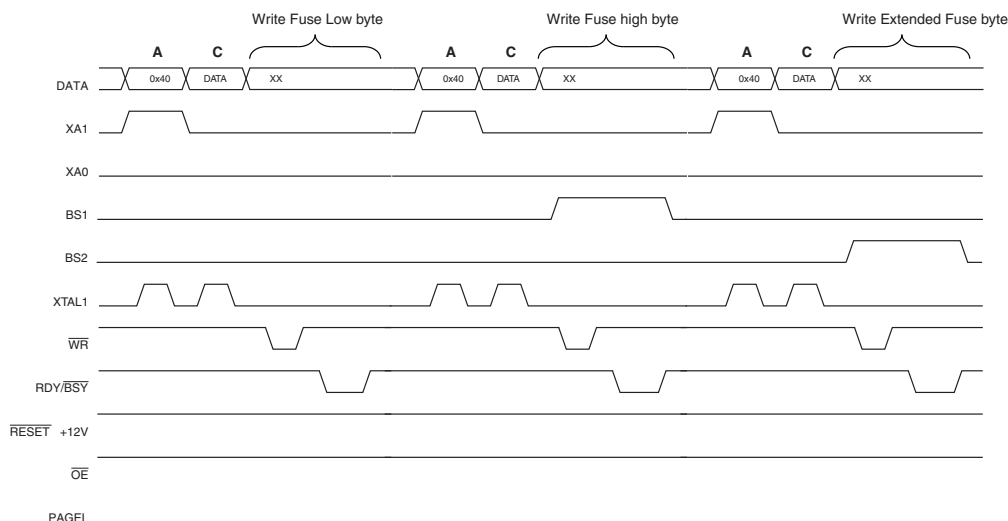 Write Fuse Low byte Write Fuse high byte Write Extended Fuse byte
A C A C A C
DATA 0x40 DATA XX 0x40 DATA XX 0x40 DATA XX
XA1
XA0
BS1
BS2
XTAL1
WR
RDY/BSY
RESET +12V
OE
PAGEL